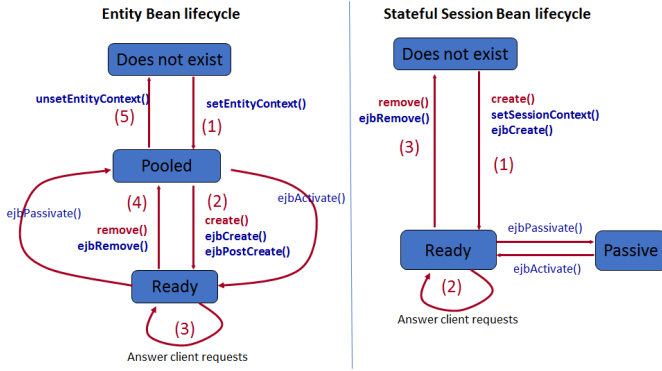 Entity Bean lifecycle
Does not exist
unsetEntityContext()
(5)
setEntityContext()
(1)
Pooled
ejbPassivate()
(4)
remove()
ejbRemove()
(2)
create()
ejbCreate()
ejbPostCreate()
ejbActivate()
Ready
(3)
Answer client requests
Stateful Session Bean lifecycle
Does not exist
remove()
ejbRemove()
(3)
create()
setSessionContext()
ejbCreate()
(1)
Ready
ejbPassivate()
ejbActivate()
Passive
(2)
Answer client requests